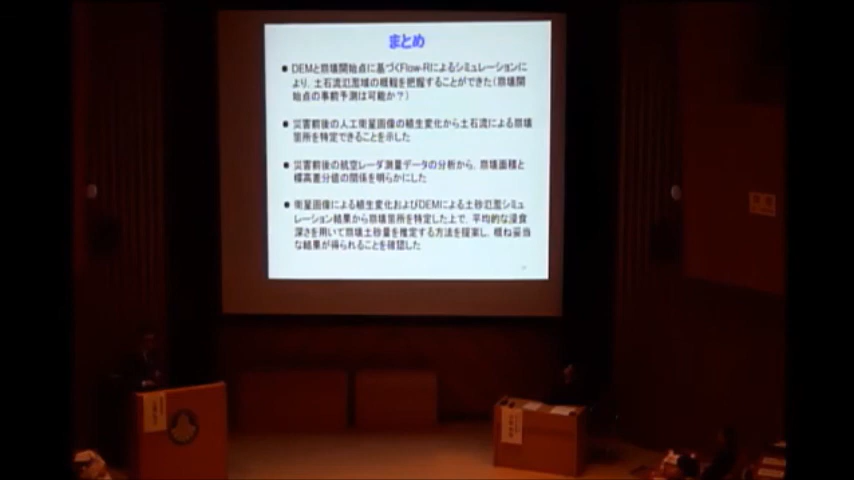 まとめ
● DEMと崩壊開始点に基づくFlow-Rによるシミュレーションに
より、土石流氾濫域の概略を把握することができた（崩壊開
始点の事前予測は可能か？）
● 災害前後の人工衛星画像の植生変化から土石流による崩壊
箇所を特定できることを示した
● 災害前後の航空レーダ測量データの分析から、崩壊面積と
標高差分値の関係を明らかにした
● 衛星画像による植生変化およびDEMによる土砂氾濫シミュ
レーション結果から崩壊箇所を特定した上で、平均的な浸食
深さを用いて崩壊土砂量を推定する方法を提案し、概ね妥当
な結果が得られることを確認した